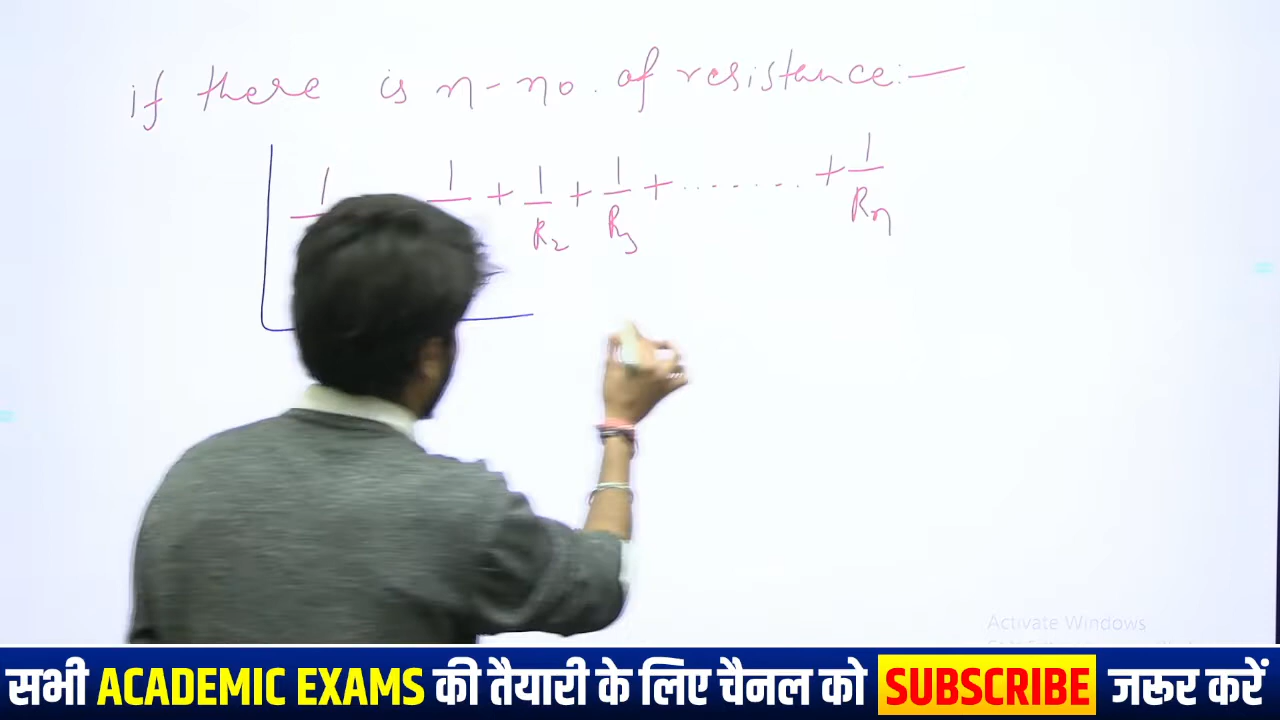 if there is n-no. of resistance:-
1 1/R2 + 1/R3 + ........ + 1/Rn
Activate Windows
सभी ACADEMIC EXAMS की तैयारी के लिए चैनल को SUBSCRIBE जरूर करें